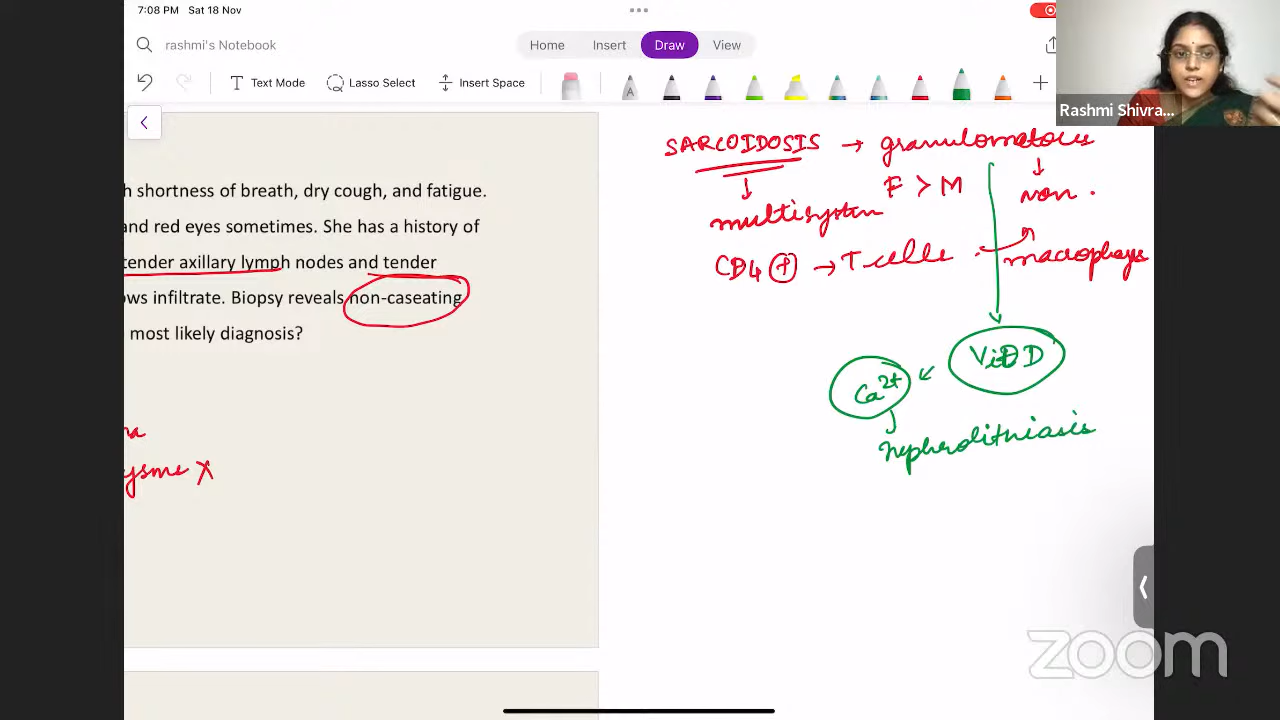 7:08 PM Sat 18 Nov
rashmi's Notebook
Home Insert Draw View
Text Mode
Lasso Select
Insert Space
A
Rashmi Shivra...
h shortness of breath, dry cough, and fatigue.
and red eyes sometimes. She has a history of
tender axillary lymph nodes and tender
ows infiltrate. Biopsy reveals non-caseating
most likely diagnosis?
ma
ysme X
SARCOIDOSIS → granulomatous
F > M
non
multisystem
CD4 + → T cells
macrophages
Vit D
Ca2+
nepherolithiasis
zoom